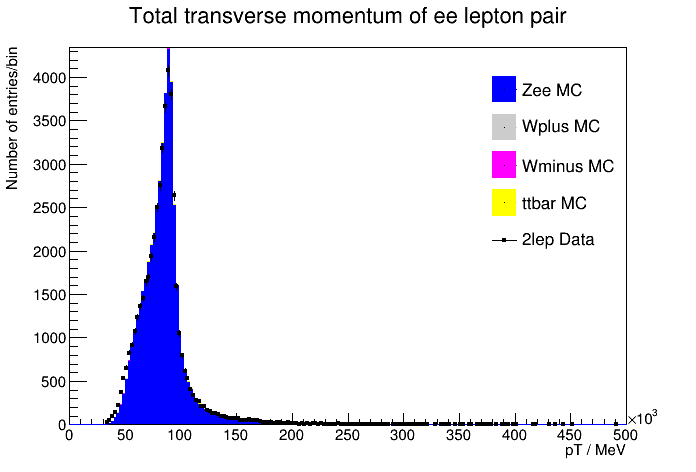 Total transverse momentum of ee lepton pair
Number of entries/bin
4000
3500
3000
2500
2000
1500
1000
500
0
Zee MC
Wplus MC
Wminus MC
ttbar MC
2lep Data
0 50 100 150 200 250 300 350 400 450 500
×10³
pT / MeV